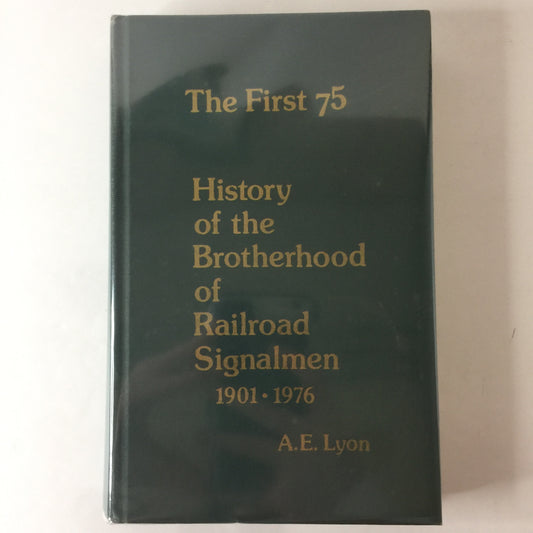 The First 75
History
of the
Brotherhood
of
Railroad
Signalmen
1901 • 1976
A.E. Lyon